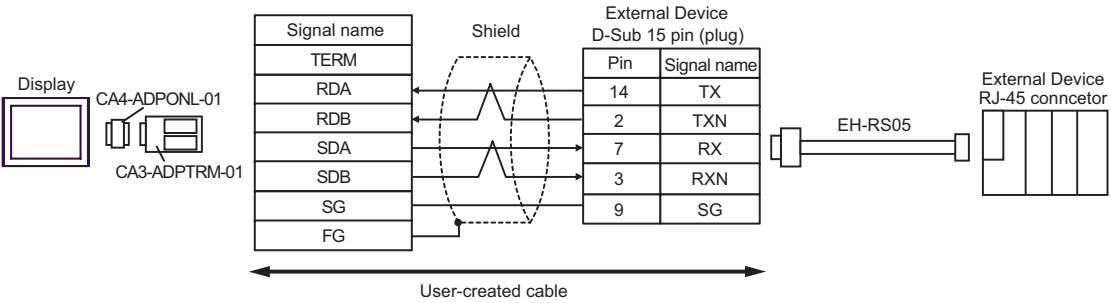 Display
CA4-ADPONL-01
CA3-ADPTRM-01
Signal name
TERM
RDA
RDB
SDA
SDB
SG
FG
Shield
External Device
D-Sub 15 pin (plug)
Pin Signal name
14 TX
2 TXN
7 RX
3 RXN
9 SG
EH-RS05
External Device
RJ-45 conncetor
User-created cable